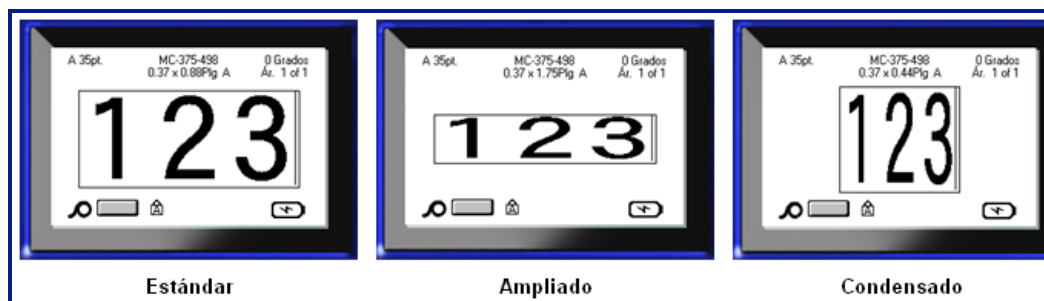 A 35pt. MC-375-498 0 Grados
0.37 x 0.88Plg A Ár. 1 of 1
123
A
Estándar
A 35pt. MC-375-498 0 Grados
0.37 x 1.75Plg A Ár. 1 of 1
123
A
Ampliado
A 35pt. MC-375-498 0 Grados
0.37 x 0.44Plg A Ár. 1 of 1
123
A
Condensado